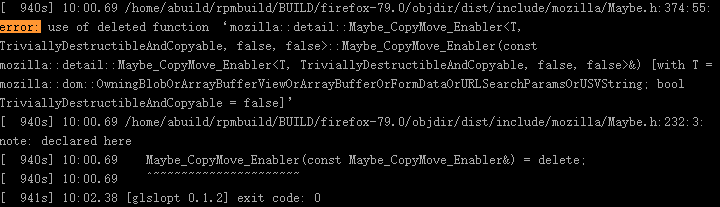 [  940s] 10:00.69 /home/abuild/rpmbuild/BUILD/firefox-79.0/objdir/dist/include/mozilla/Maybe.h:374:55:
error: use of deleted function ‘mozilla::detail::Maybe_CopyMove_Enabler<T,
TriviallyDestructibleAndCopyable, false, false>::Maybe_CopyMove_Enabler(const
mozilla::detail::Maybe_CopyMove_Enabler<T, TriviallyDestructibleAndCopyable, false, false>&) [with T =
mozilla::dom::OwningBlobOrArrayBufferViewOrArrayBufferOrFormDataOrURLSearchParamsOrUSVString; bool
TriviallyDestructibleAndCopyable = false]’
[  940s] 10:00.69 /home/abuild/rpmbuild/BUILD/firefox-79.0/objdir/dist/include/mozilla/Maybe.h:232:3:
note: declared here
[  940s] 10:00.69    Maybe_CopyMove_Enabler(const Maybe_CopyMove_Enabler&) = delete;
[  940s] 10:00.69    ^~~~~~~~~~~~~~~~~~~~~~
[  941s] 10:02.38 [glslopt 0.1.2] exit code: 0